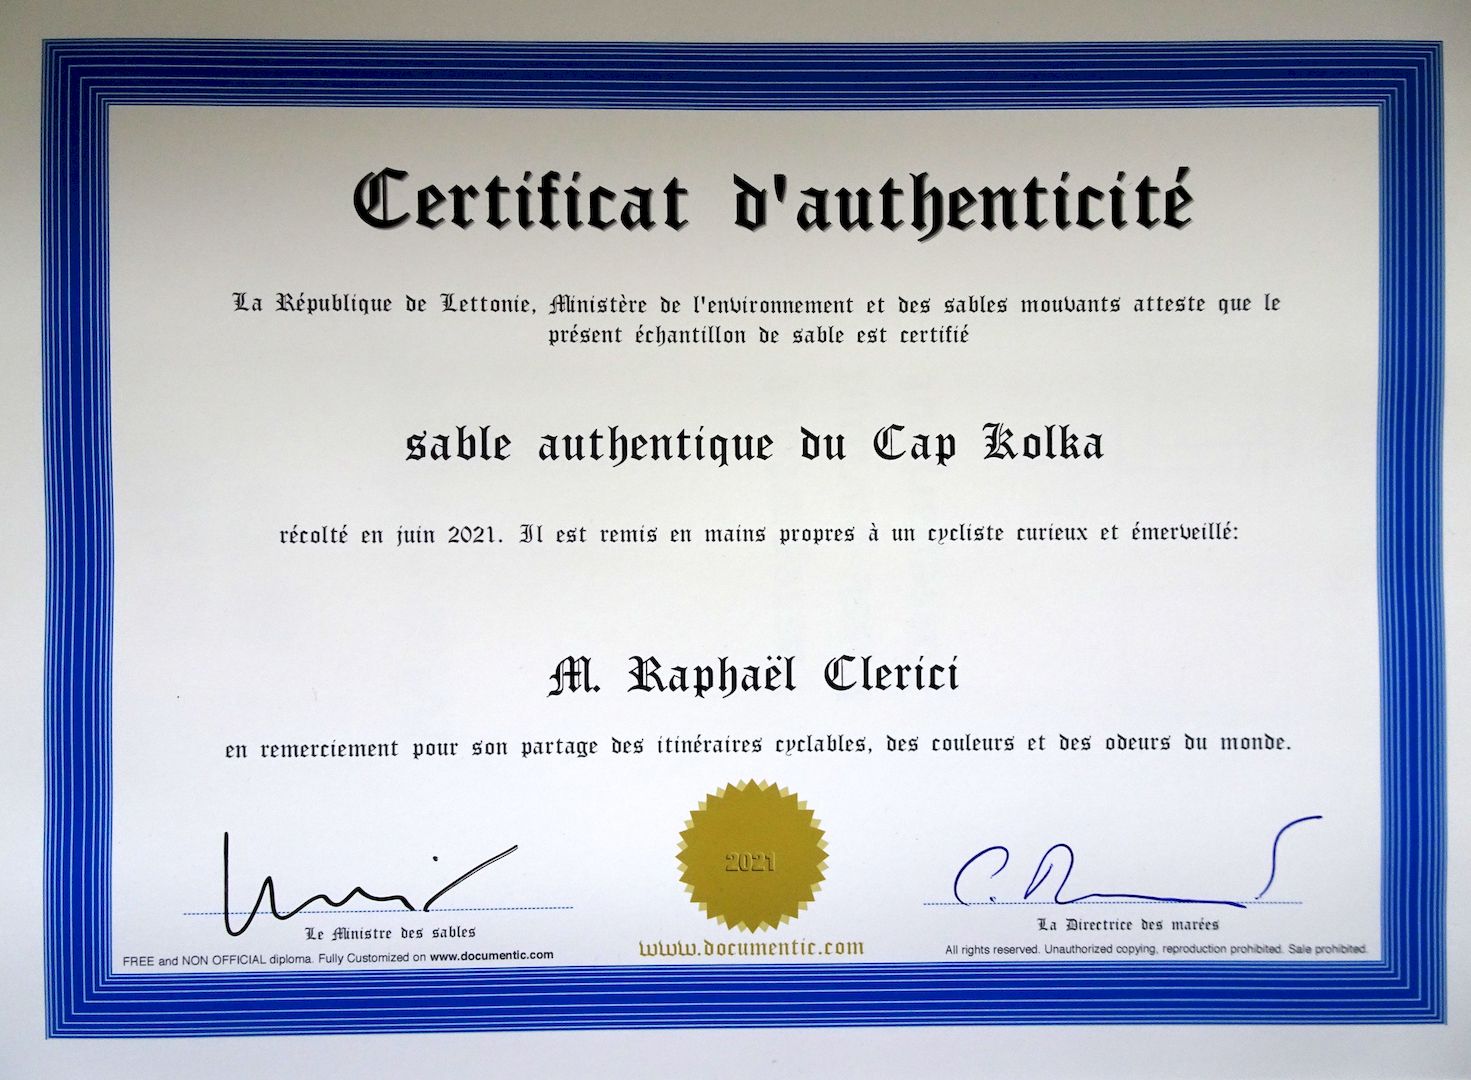 Certificat d'authenticité
La République de Lettonie, Ministère de l'environnement et des sables mouvants atteste que le
présent échantillon de sable est certifié
sable authentique du Cap Kolka
récolté en juin 2021. Il est remis en mains propres à un cycliste curieux et émerveillé:
M. Raphaël Clerici
en remerciement pour son partage des itinéraires cyclables, des couleurs et des odeurs du monde.
2021
Le Ministre des sables
La Directrice des marées
www.documentic.com
FREE and NON OFFICIAL diploma. Fully Customized on www.documentic.com
All rights reserved. Unauthorized copying, reproduction prohibited. Sale prohibited.